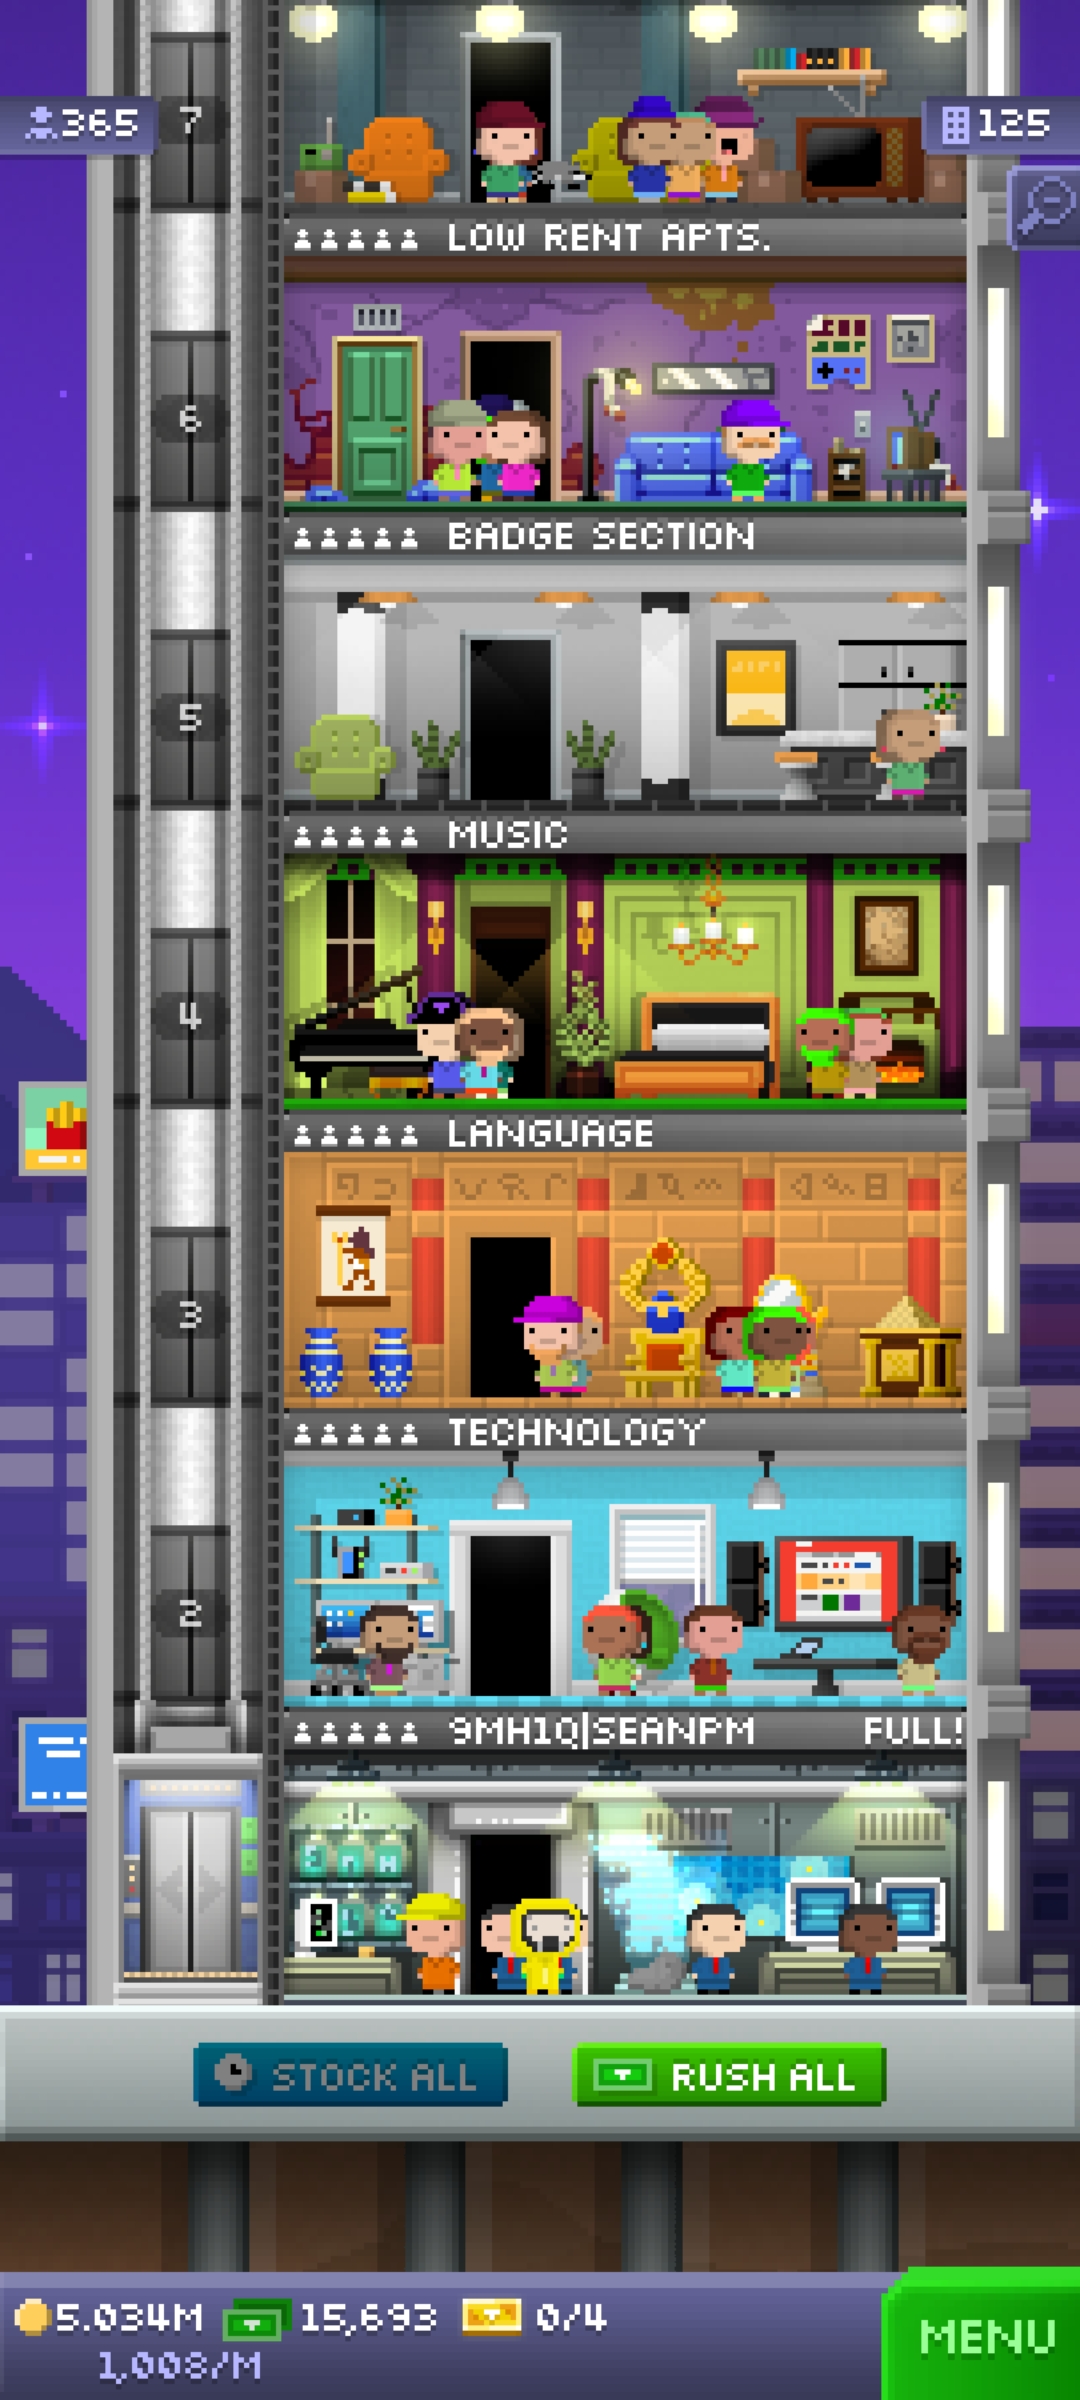 7
365
125
LOW RENT APTS.
6
BADGE SECTION
5
MUSIC
4
LANGUAGE
3
TECHNOLOGY
2
9MH1Q|SEANPM FULL!
STOCK ALL
RUSH ALL
5.034M 15,693 0/4
1,008/M
MENU